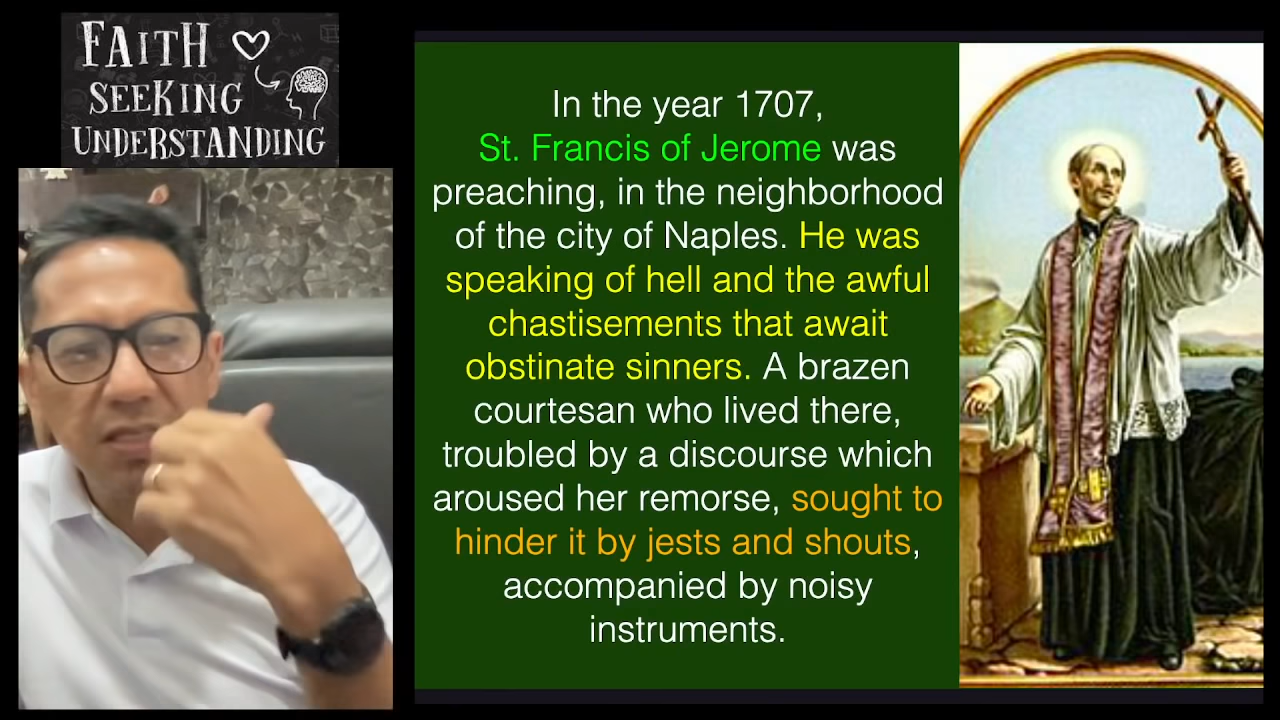 FAITH
SEEKING
UNDERSTANDING
In the year 1707,
St. Francis of Jerome was
preaching, in the neighborhood
of the city of Naples. He was
speaking of hell and the awful
chastisements that await
obstinate sinners. A brazen
courtesan who lived there,
troubled by a discourse which
aroused her remorse, sought to
hinder it by jests and shouts,
accompanied by noisy
instruments.